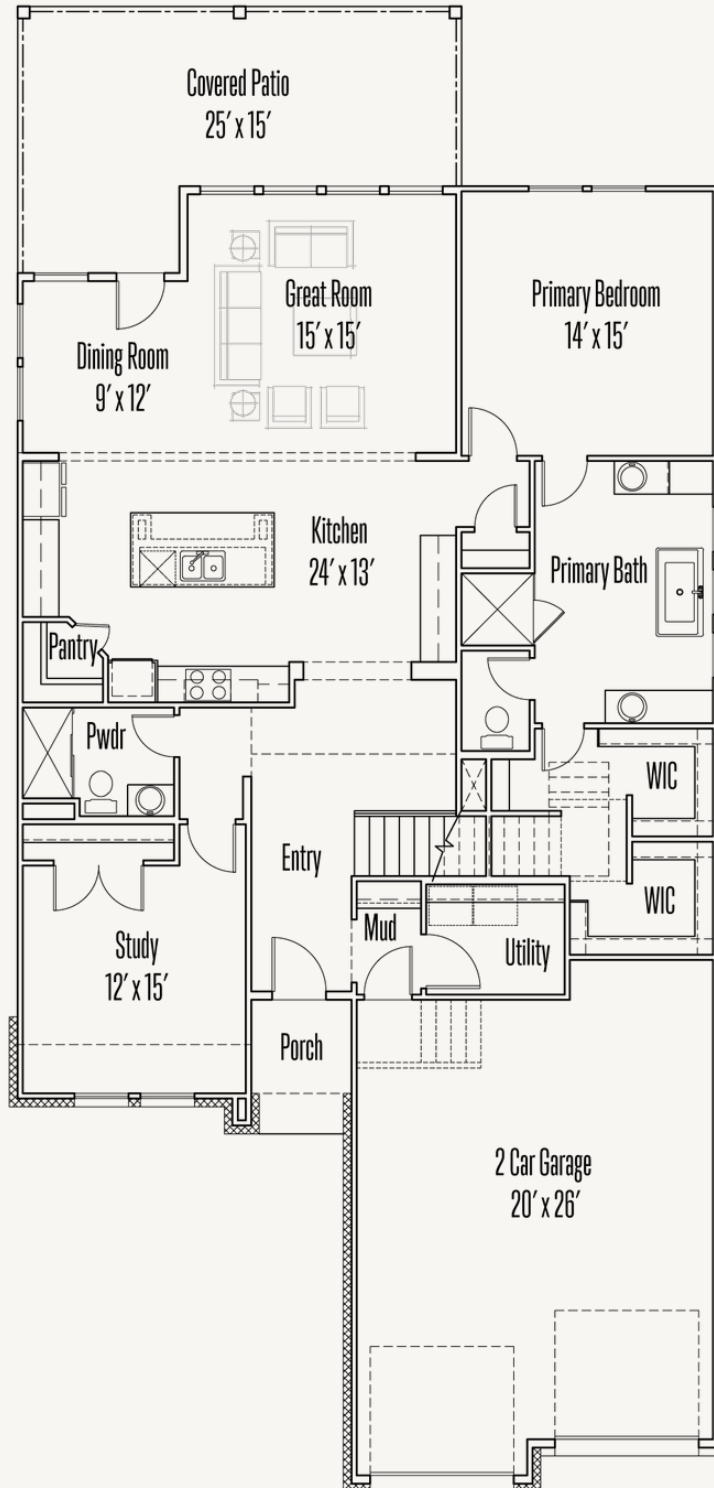 Covered Patio
25' x 15'
Great Room
15' x 15'
Primary Bedroom
14' x 15'
Dining Room
9' x 12'
Kitchen
24' x 13'
Primary Bath
Pantry
Pwdr
WIC
Entry
WIC
Mud
Utility
Study
12' x 15'
Porch
2 Car Garage
20' x 26'